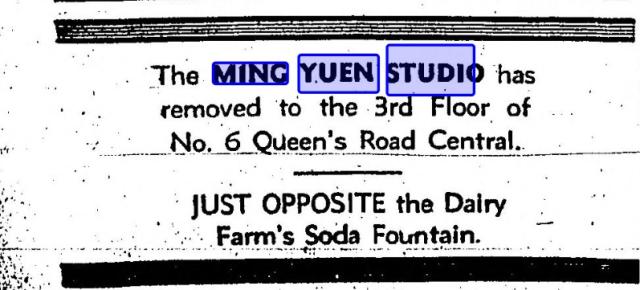 The MING YUEN STUDIO has
removed to the 3rd Floor of
No. 6 Queen's Road Central.
JUST OPPOSITE the Dairy
Farm's Soda Fountain.